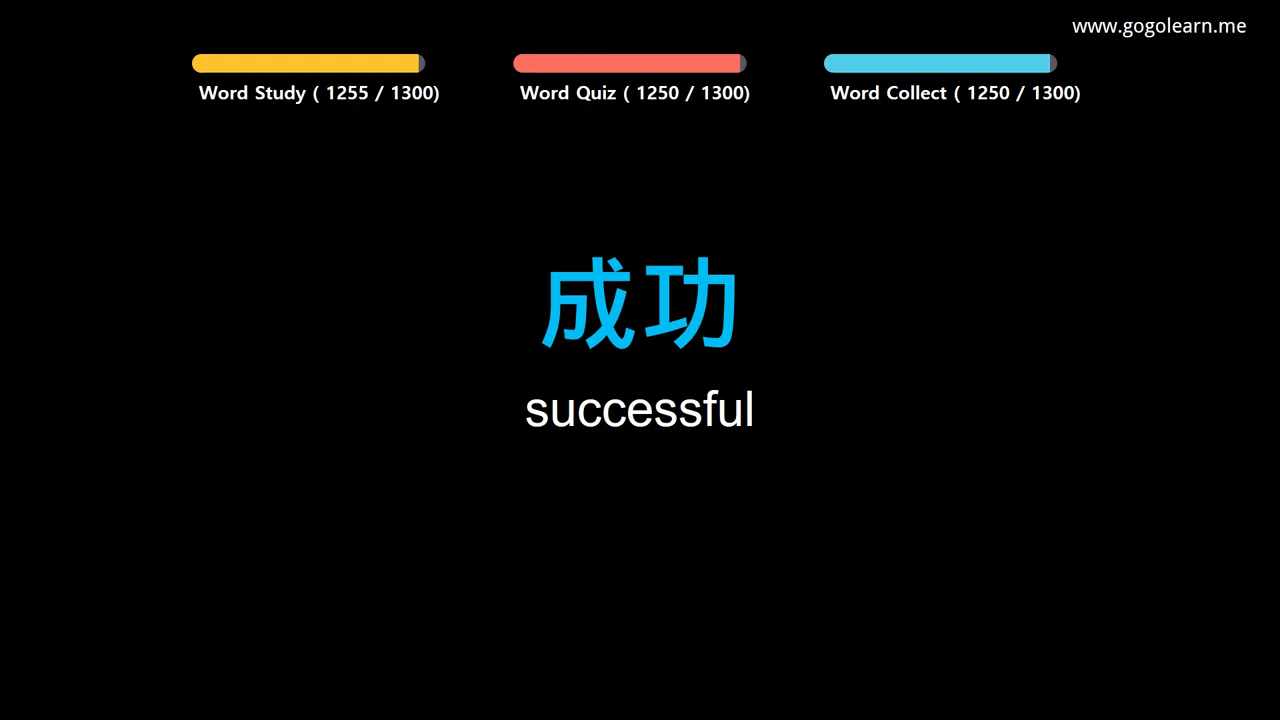 www.gogolearn.me
Word Study ( 1255 / 1300)
Word Quiz ( 1250 / 1300)
Word Collect ( 1250 / 1300)
成功
successful